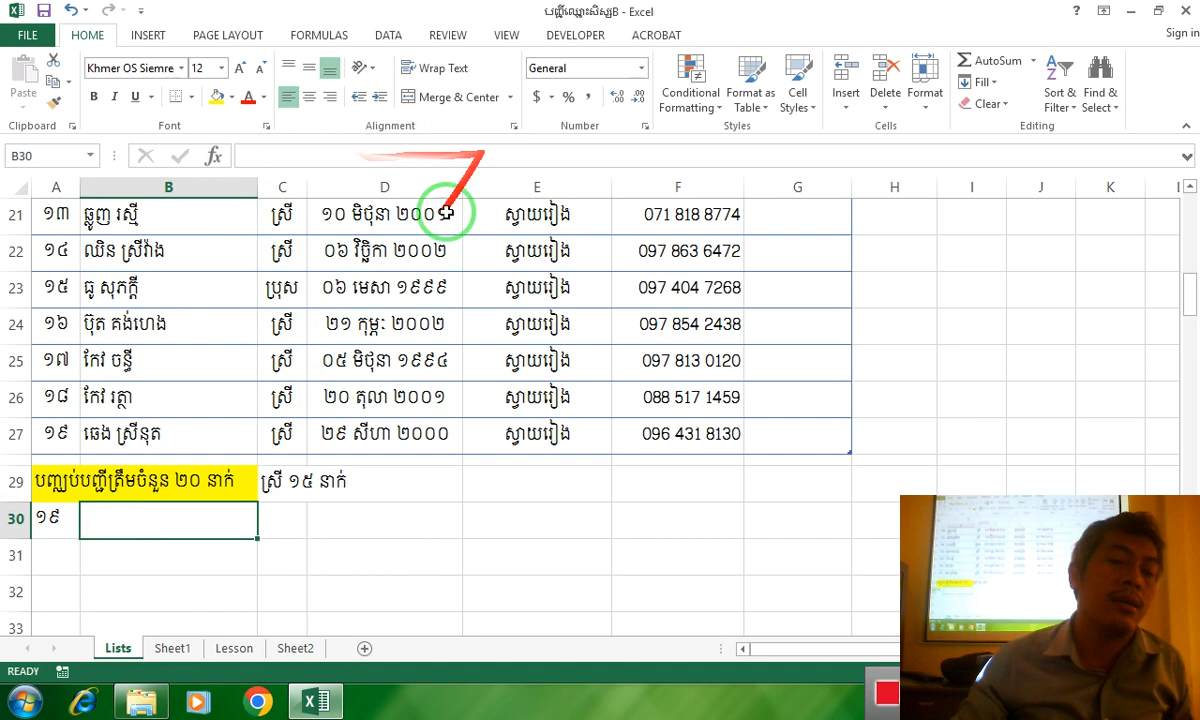 បញ្ជីឈ្មោះសិស្សB - Excel
Sign in
FILE HOME INSERT PAGE LAYOUT FORMULAS DATA REVIEW VIEW DEVELOPER ACROBAT
Paste
Khmer OS Siemre 12
B I U
Wrap Text
Merge & Center
General
$ % ,
Conditional Formatting
Format as Table
Cell Styles
Insert Delete Format
AutoSum
Fill
Clear
Sort & Filter
Find & Select
Clipboard Font Alignment Number Styles Cells Editing
B30 fx
A B C D E F G H I J K
21 ១៣ ឆ្លូញ រស្មី ស្រី ១០ មិថុនា ២០០១ ស្វាយរៀង 071 818 8774
22 ១៤ ឈិន ស្រីវ៉ាង ស្រី ០៦ វិច្ឆិកា ២០០២ ស្វាយរៀង 097 863 6472
23 ១៥ ធូ សុភក្ដី ប្រុស ០៦ មេសា ១៩៩៩ ស្វាយរៀង 097 404 7268
24 ១៦ ប៊ុត គង់ហេង ស្រី ២១ កុម្ភៈ ២០០២ ស្វាយរៀង 097 854 2438
25 ១៧ កែវ ចន្ធី ស្រី ០៥ មិថុនា ១៩៩៤ ស្វាយរៀង 097 813 0120
26 ១៨ កែវ រត្ថា ស្រី ២០ តុលា ២០០១ ស្វាយរៀង 088 517 1459
27 ១៩ ឆេង ស្រីនុត ស្រី ២៩ សីហា ២០០០ ស្វាយរៀង 096 431 8130
29 បញ្ឈប់បញ្ជីត្រឹមចំនួន ២០ នាក់ ស្រី ១៥ នាក់
30 ១៩
31
32
33
Lists Sheet1 Lesson Sheet2
READY